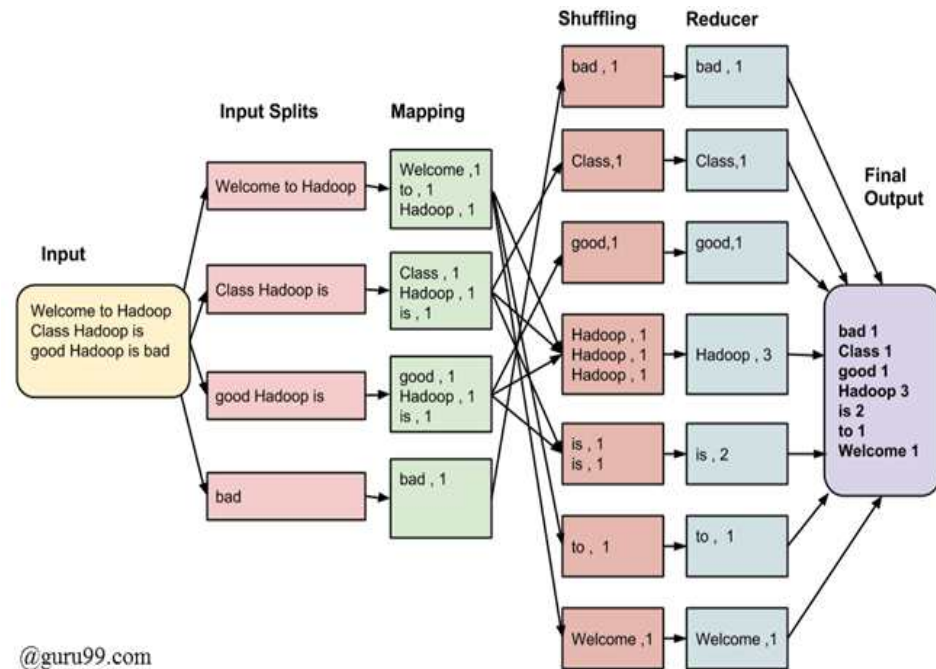 Shuffling
Reducer
Input Splits
Mapping
Final
Output
Input
Welcome to Hadoop
Class Hadoop is
good Hadoop is bad
Welcome to Hadoop
Class Hadoop is
good Hadoop is
bad
Welcome ,1
to , 1
Hadoop , 1
Class , 1
Hadoop , 1
is , 1
good , 1
Hadoop , 1
is , 1
bad , 1
bad , 1
Class,1
good,1
Hadoop , 1
Hadoop , 1
Hadoop , 1
is , 1
is , 1
to , 1
Welcome ,1
bad , 1
Class,1
good,1
Hadoop , 3
is , 2
to , 1
Welcome ,1
bad 1
Class 1
good 1
Hadoop 3
is 2
to 1
Welcome 1
@guru99.com